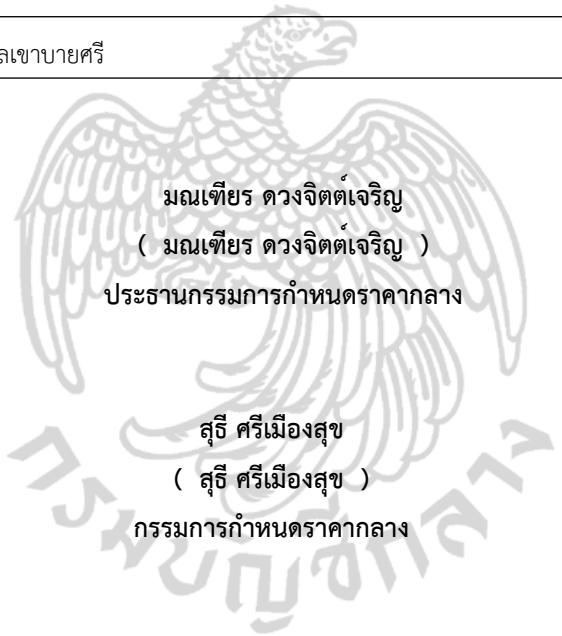 ลเขาบายศรี
มณเฑียร ดวงจิตต์เจริญ
( มณเฑียร ดวงจิตต์เจริญ )
ประธานกรรมการกำหนดราคากลาง
สุธี ศรีเมืองสุข
( สุธี ศรีเมืองสุข )
กรรมการกำหนดราคากลาง
กรมบัญชีกลาง